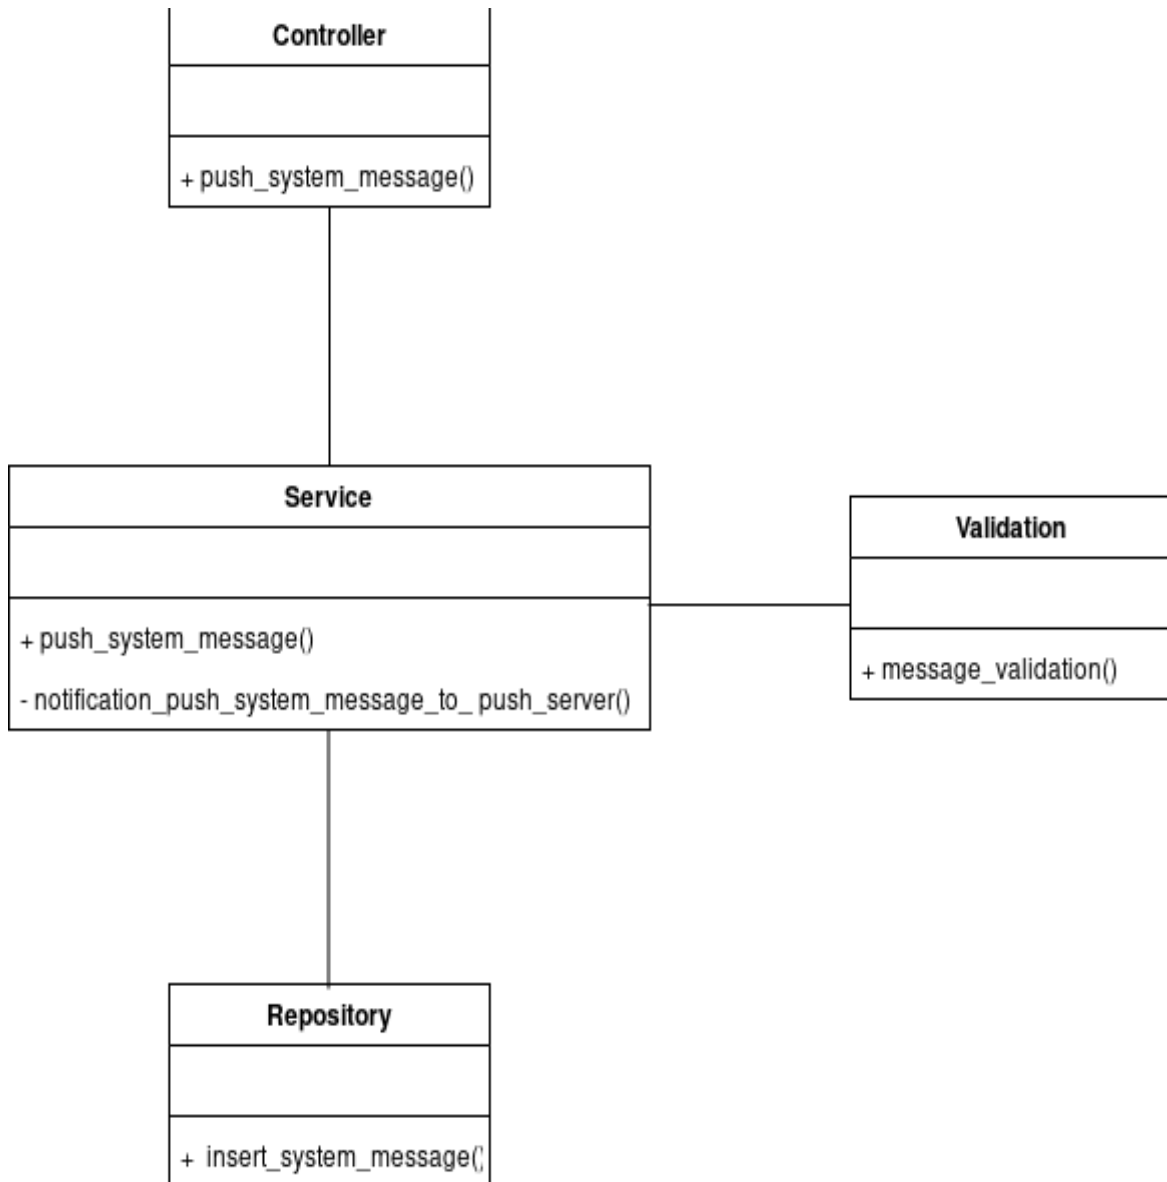 Controller
+ push_system_message()
Service
+ push_system_message()
- notification_push_system_message_to_ push_server()
Validation
+ message_validation()
Repository
+ insert_system_message()